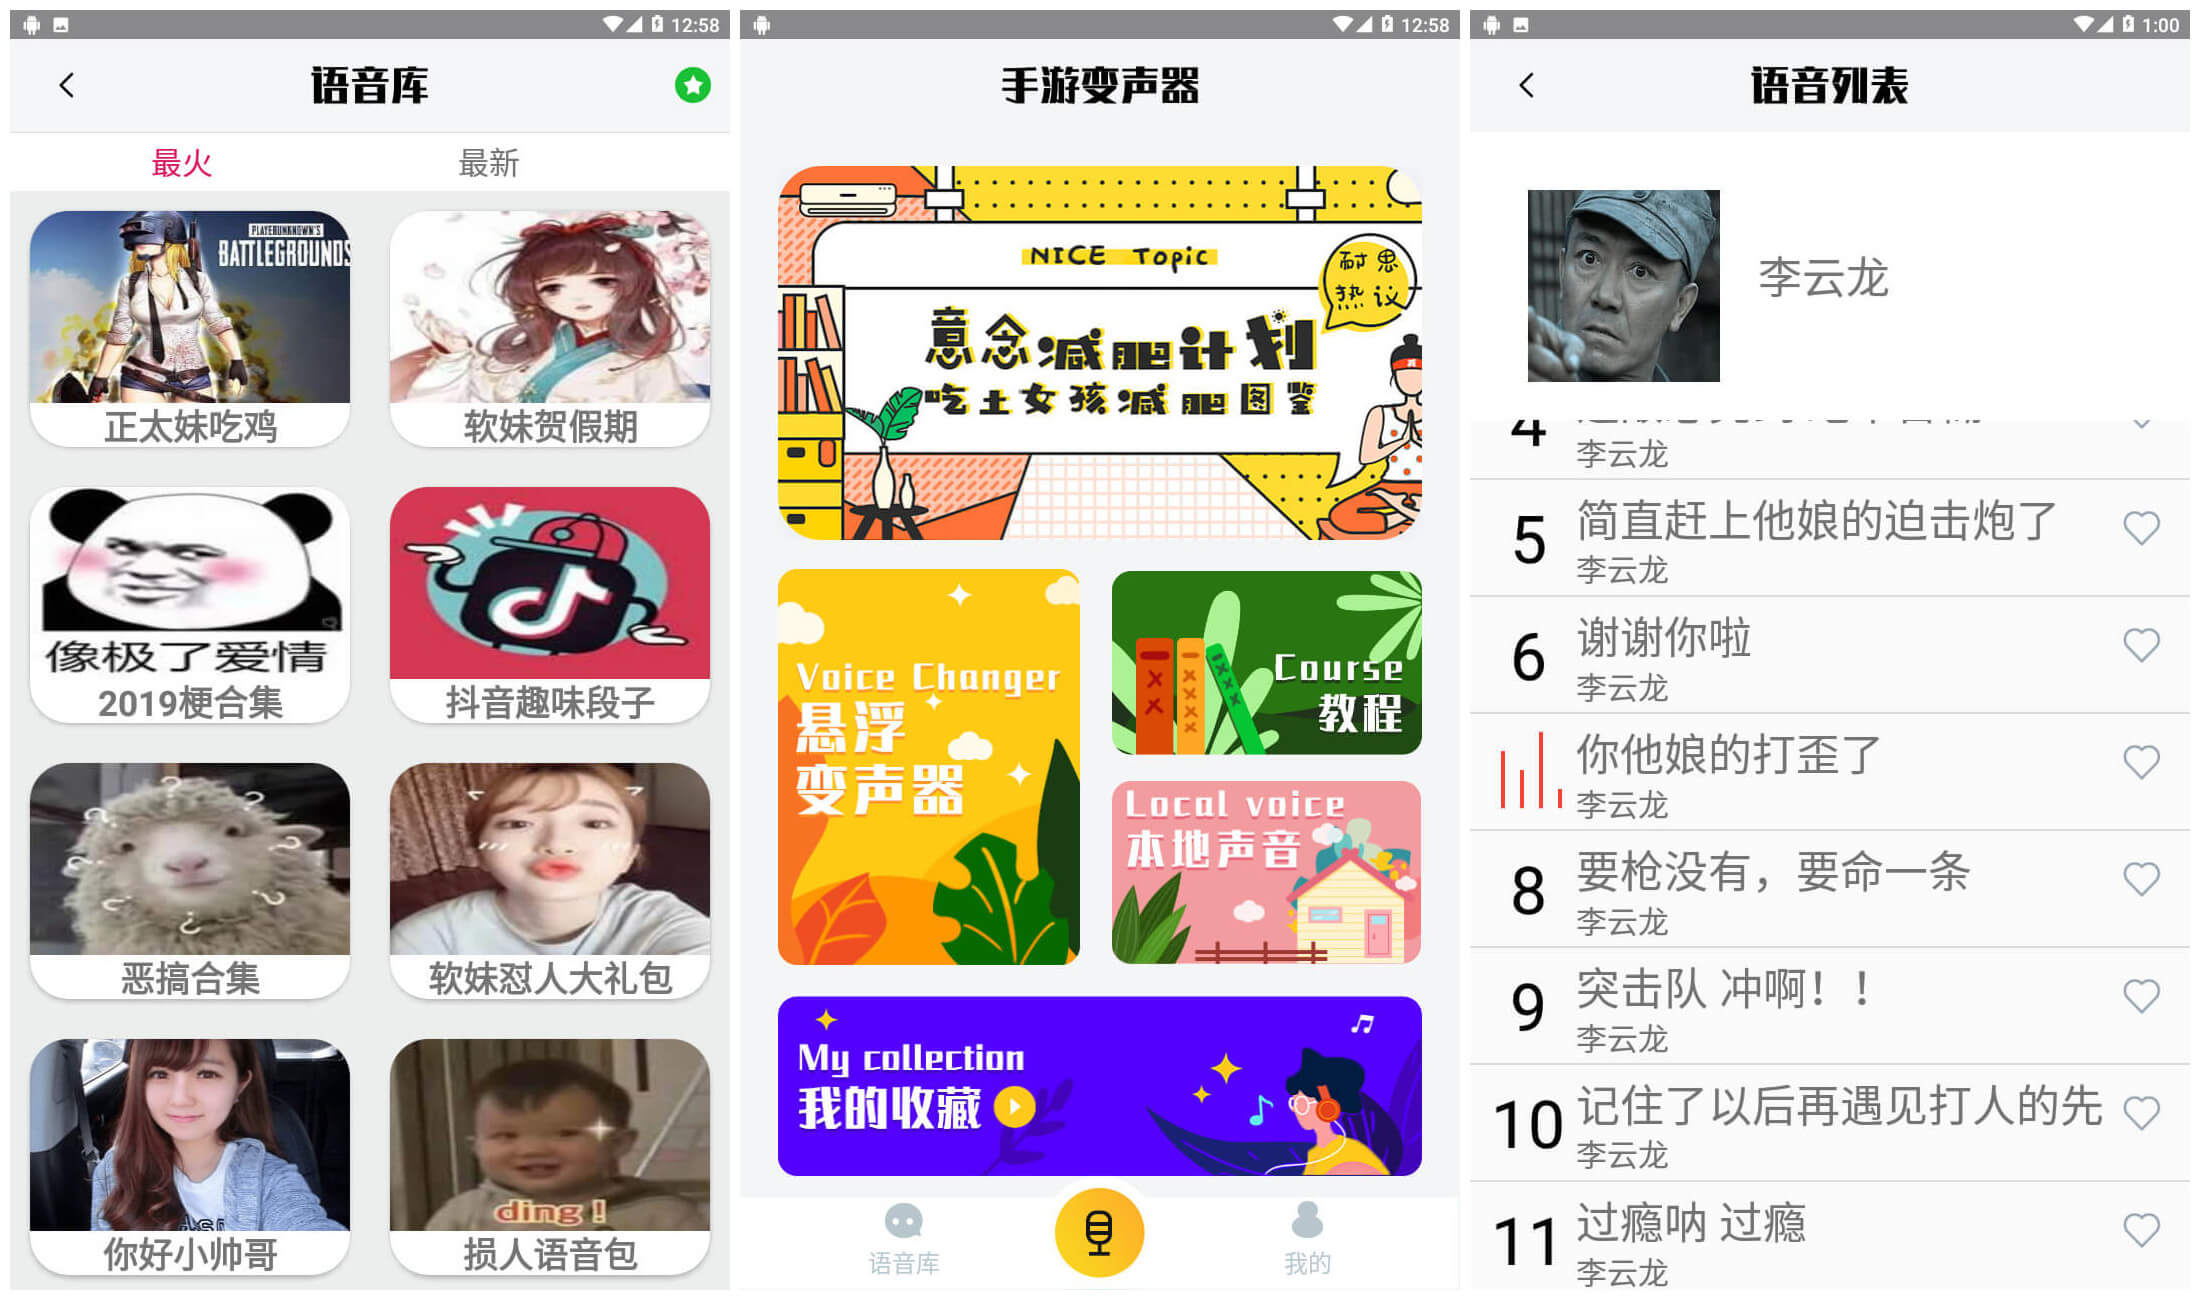 12:58
语音库
最火
最新
PLAYERUNKNOWN'S
BATTLEGROUNDS
正太妹吃鸡
软妹贺假期
像极了爱情
2019梗合集
抖音趣味段子
恶搞合集
软妹怼人大礼包
ding !
你好小帅哥
损人语音包
12:58
手游变声器
NICE Topic
耐思
热议
意念减肥计划
吃土女孩减肥图鉴
Voice Changer
悬浮
变声器
Course
教程
Local voice
本地声音
My collection
我的收藏
语音库
我的
1:00
语音列表
李云龙
4
李云龙
5
简直赶上他娘的迫击炮了
李云龙
6
谢谢你啦
李云龙
你他娘的打歪了
李云龙
8
要枪没有，要命一条
李云龙
9
突击队 冲啊！！
李云龙
10
记住了以后再遇见打人的先
李云龙
11
过瘾呐 过瘾
李云龙